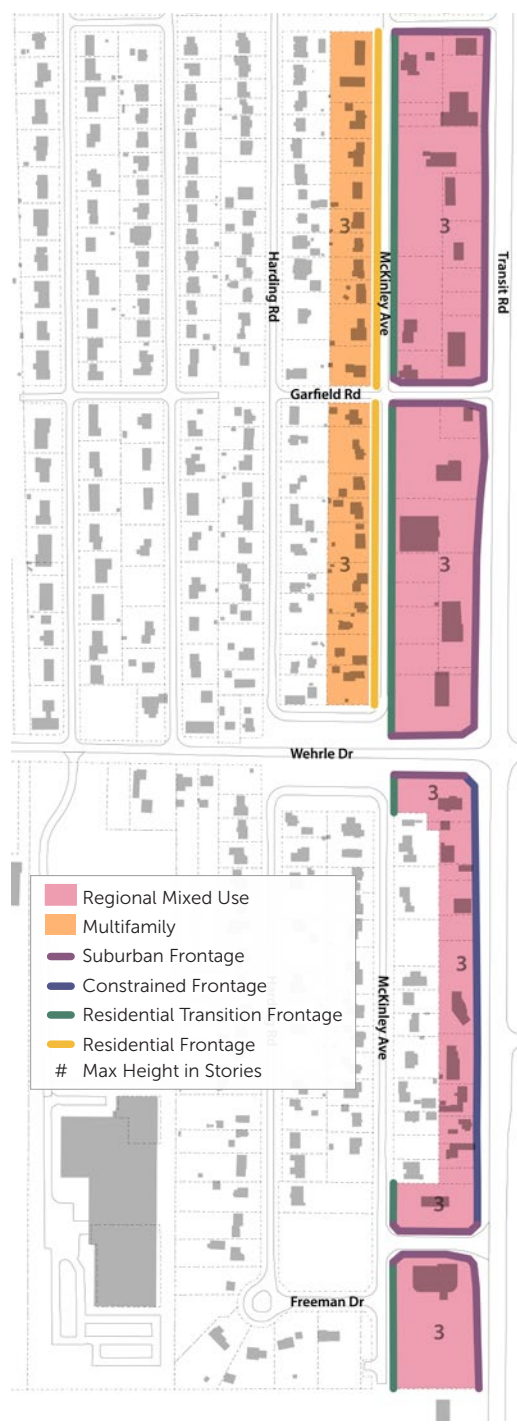 3
3
Harding Rd
McKinley Ave
Transit Rd
Garfield Rd
3
3
Wehrle Dr
3
Regional Mixed Use
Multifamily
Suburban Frontage
Constrained Frontage
Residential Transition Frontage
Residential Frontage
# Max Height in Stories
3
McKinley Ave
3
Freeman Dr
3